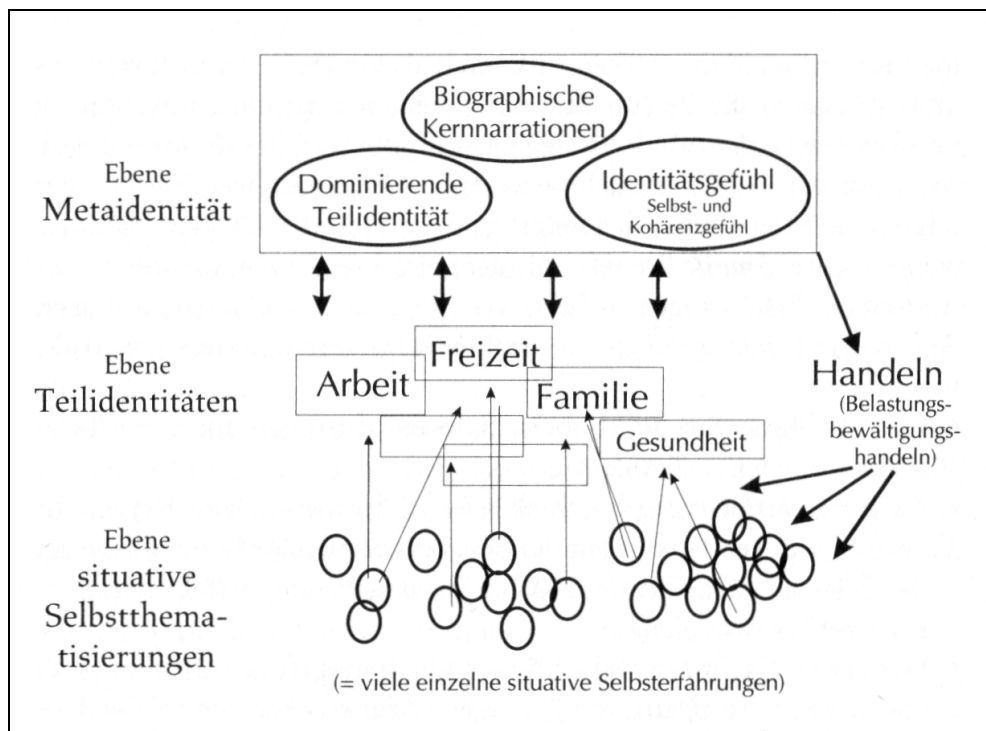 Biographische
Kernnarrationen
Ebene
Metaidentität
Dominierende
Teilidentität
Identitätsgefühl
Selbst- und
Kohärenzgefühl
Ebene
Teilidentitäten
Arbeit
Freizeit
Familie
Gesundheit
Handeln
(Belastungs-
bewältigungs-
handeln)
Ebene
situative
Selbstthema-
tisierungen
(= viele einzelne situative Selbsterfahrungen)